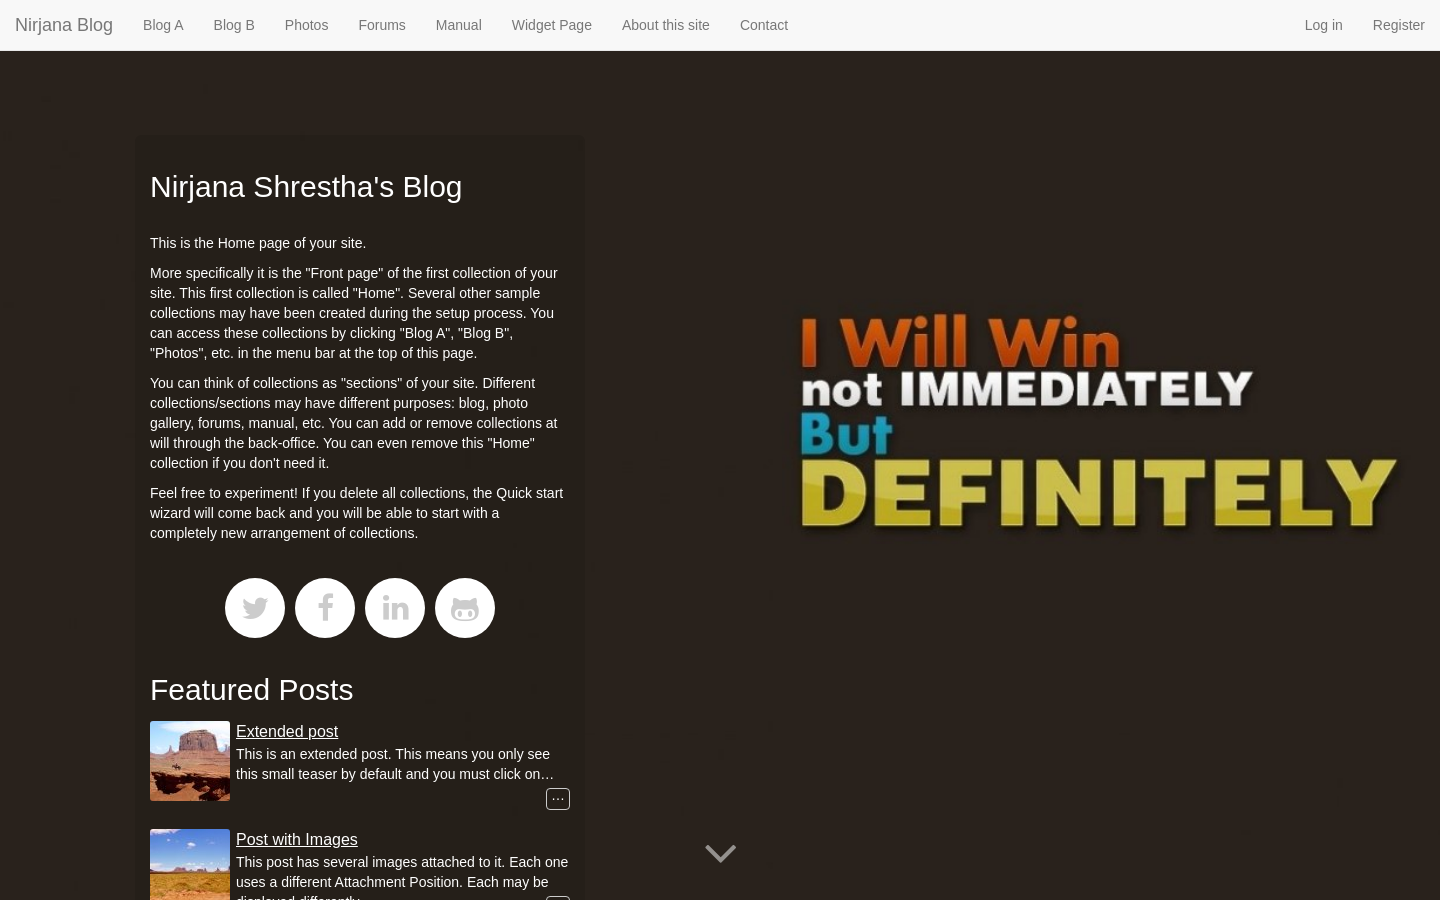 Nirjana Blog
Blog A
Blog B
Photos
Forums
Manual
Widget Page
About this site
Contact
Log in
Register
Nirjana Shrestha's Blog
This is the Home page of your site.
More specifically it is the "Front page" of the first collection of your
site. This first collection is called "Home". Several other sample
collections may have been created during the setup process. You
can access these collections by clicking "Blog A", "Blog B",
"Photos", etc. in the menu bar at the top of this page.
You can think of collections as "sections" of your site. Different
collections/sections may have different purposes: blog, photo
gallery, forums, manual, etc. You can add or remove collections at
will through the back-office. You can even remove this "Home"
collection if you don't need it.
Feel free to experiment! If you delete all collections, the Quick start
wizard will come back and you will be able to start with a
completely new arrangement of collections.
I Will Win
not IMMEDIATELY
But
DEFINITELY
Featured Posts
Extended post
This is an extended post. This means you only see
this small teaser by default and you must click on…
Post with Images
This post has several images attached to it. Each one
uses a different Attachment Position. Each may be
displayed differently